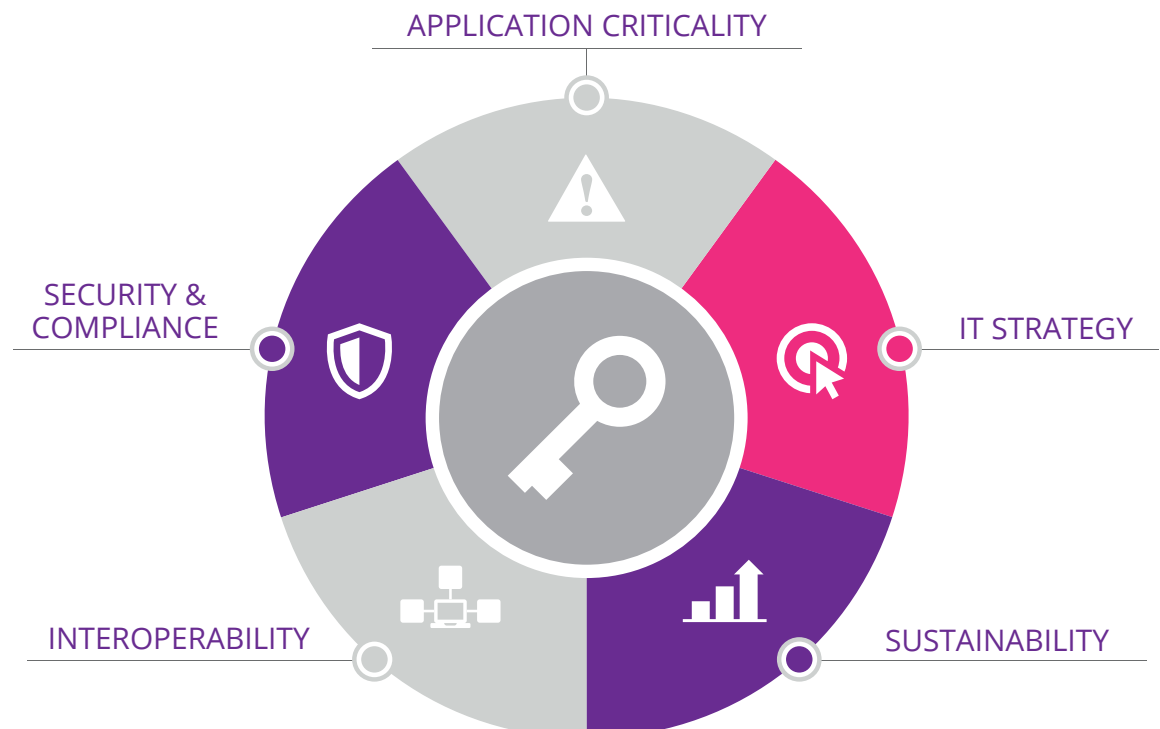 APPLICATION CRITICALITY
SECURITY &
COMPLIANCE
IT STRATEGY
INTEROPERABILITY
SUSTAINABILITY